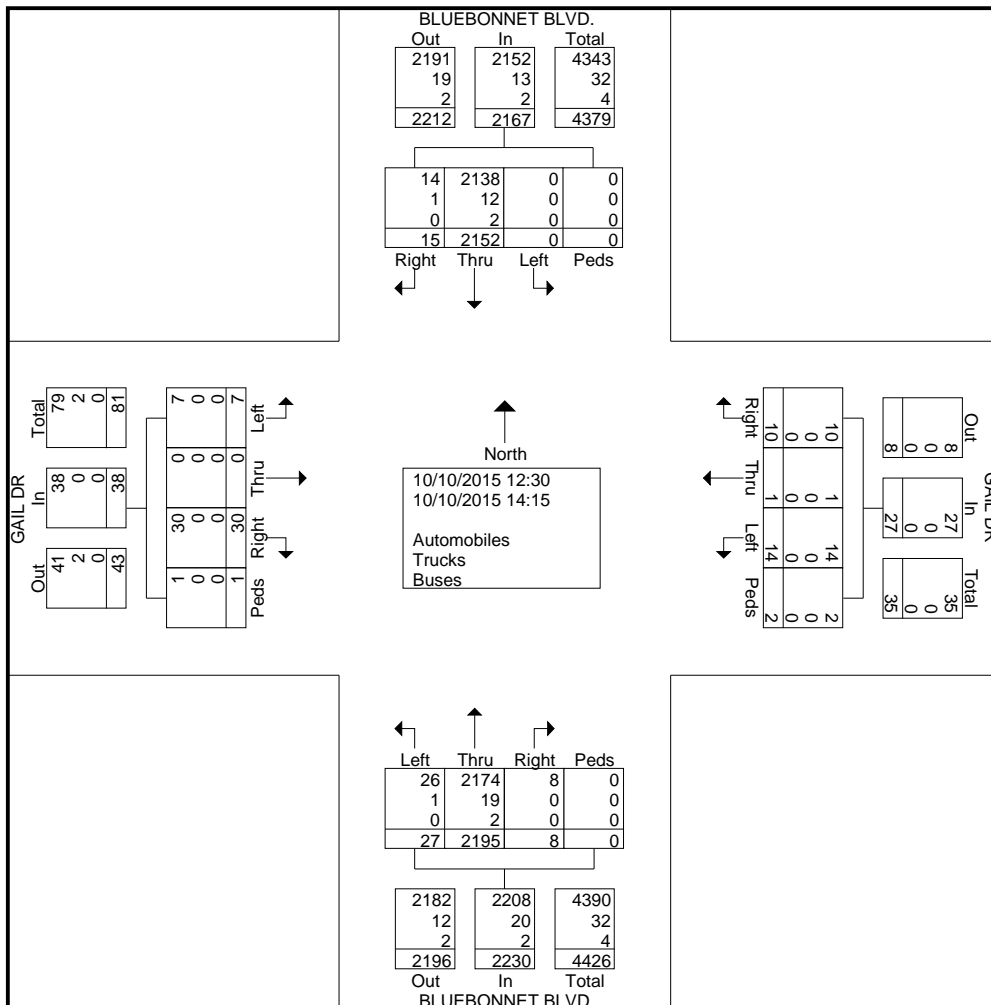 BLUEBONNET BLVD.
Out In Total
2191 2152 4343
19 13 32
2 2 4
2212 2167 4379
14 2138 0 0
1 12 0 0
0 2 0 0
15 2152 0 0
Right Thru Left Peds
GAIL DR
Total In Out
79 38 41
2 0 2
0 0 0
81 38 43
7 0 30 1
0 0 0 0
0 0 0 0
7 0 30 1
Left Thru Right Peds
North
10/10/2015 12:30
10/10/2015 14:15
Automobiles
Trucks
Buses
GAIL DR
Out In Total
8 27 35
0 0 0
0 0 0
8 27 35
10 1 14 2
0 0 0 0
0 0 0 0
10 1 14 2
Right Thru Left Peds
Left Thru Right Peds
26 2174 8 0
1 19 0 0
0 2 0 0
27 2195 8 0
2182 2208 4390
12 20 32
2 2 4
2196 2230 4426
Out In Total
BLUEBONNET BLVD